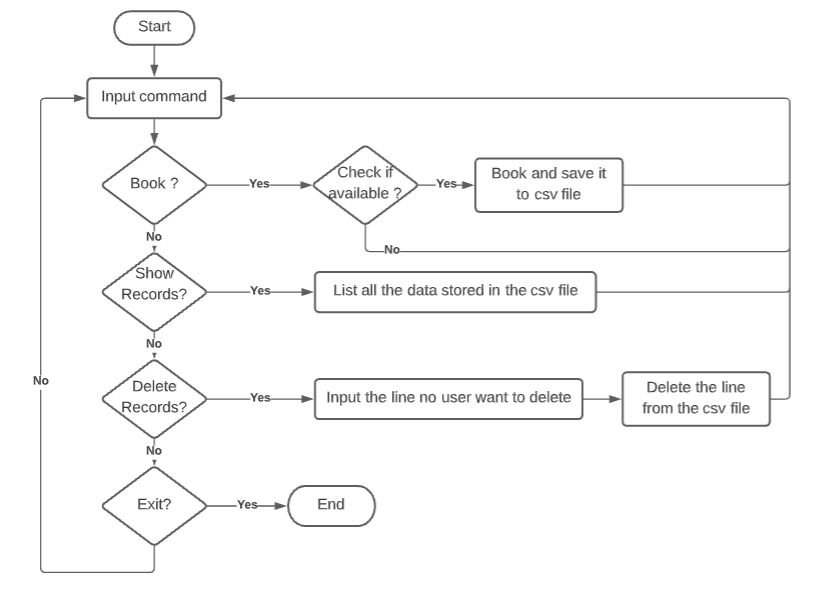 Start
Input command
Book ?
Yes
Check if
available ?
Yes
Book and save it
to csv file
No
No
Show
Records?
Yes
List all the data stored in the csv file
No
No
Delete
Records?
Yes
Input the line no user want to delete
Delete the line
from the csv file
No
Exit?
Yes
End